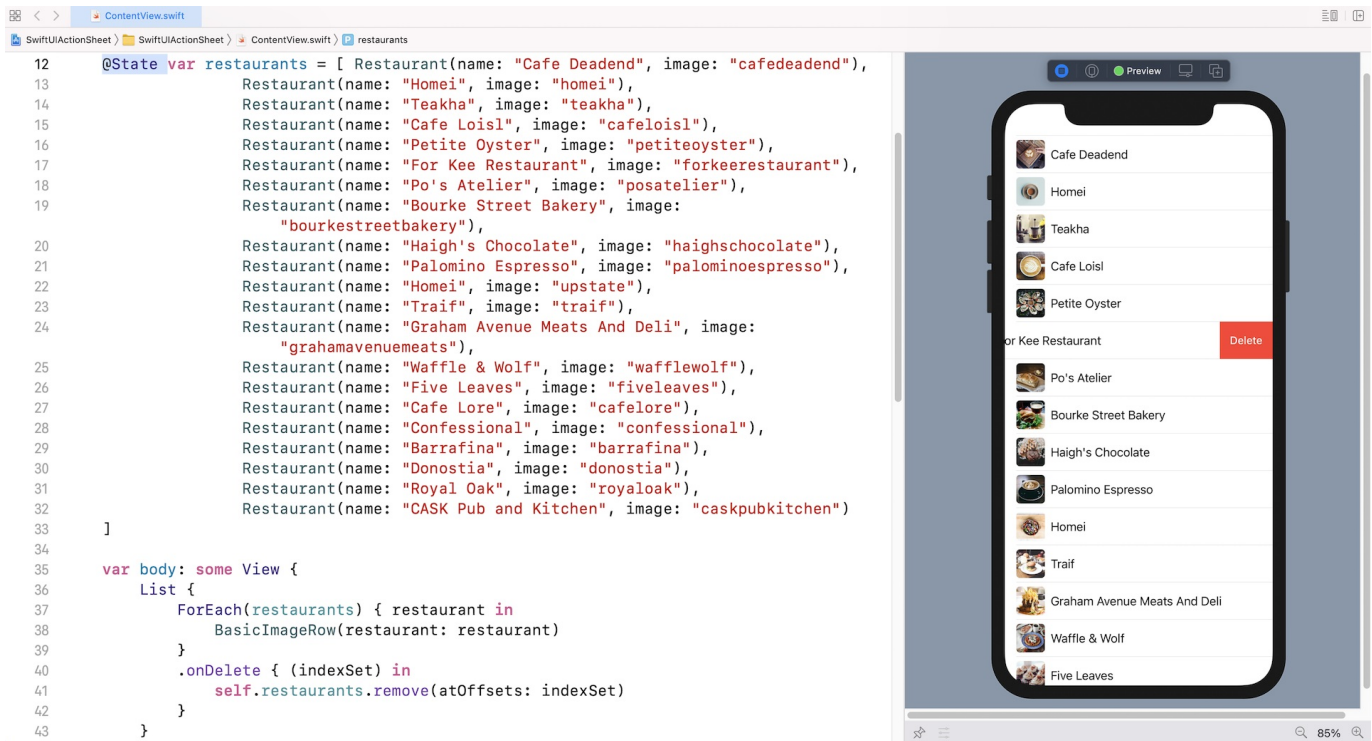 ContentView.swift
SwiftUIActionSheet 〉 SwiftUIActionSheet 〉 ContentView.swift 〉 P restaurants
12 @State var restaurants = [ Restaurant(name: "Cafe Deadend", image: "cafedeadend"),
13 Restaurant(name: "Homei", image: "homei"),
14 Restaurant(name: "Teakha", image: "teakha"),
15 Restaurant(name: "Cafe Loisl", image: "cafeloisl"),
16 Restaurant(name: "Petite Oyster", image: "petiteoyster"),
17 Restaurant(name: "For Kee Restaurant", image: "forkeerestaurant"),
18 Restaurant(name: "Po's Atelier", image: "posatelier"),
19 Restaurant(name: "Bourke Street Bakery", image:
"bourkestreetbakery"),
20 Restaurant(name: "Haigh's Chocolate", image: "haighschocolate"),
21 Restaurant(name: "Palomino Espresso", image: "palominoespresso"),
22 Restaurant(name: "Homei", image: "upstate"),
23 Restaurant(name: "Traif", image: "traif"),
24 Restaurant(name: "Graham Avenue Meats And Deli", image:
"grahamavenuemeats"),
25 Restaurant(name: "Waffle & Wolf", image: "wafflewolf"),
26 Restaurant(name: "Five Leaves", image: "fiveleaves"),
27 Restaurant(name: "Cafe Lore", image: "cafelore"),
28 Restaurant(name: "Confessional", image: "confessional"),
29 Restaurant(name: "Barrafina", image: "barrafina"),
30 Restaurant(name: "Donostia", image: "donostia"),
31 Restaurant(name: "Royal Oak", image: "royaloak"),
32 Restaurant(name: "CASK Pub and Kitchen", image: "caskpubkitchen")
33 ]
34
35 var body: some View {
36 List {
37 ForEach(restaurants) { restaurant in
38 BasicImageRow(restaurant: restaurant)
39 }
40 .onDelete { (indexSet) in
41 self.restaurants.remove(atOffsets: indexSet)
42 }
43 }
Preview
Cafe Deadend
Homei
Teakha
Cafe Loisl
Petite Oyster
or Kee Restaurant Delete
Po's Atelier
Bourke Street Bakery
Haigh's Chocolate
Palomino Espresso
Homei
Traif
Graham Avenue Meats And Deli
Waffle & Wolf
Five Leaves
85%